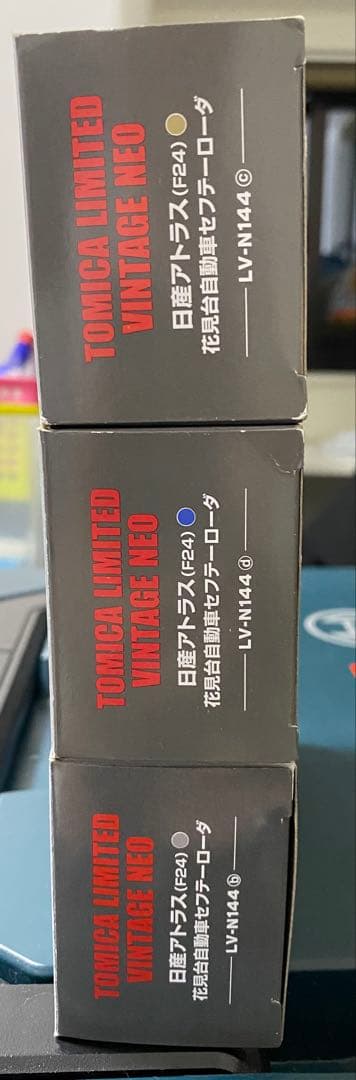 TOMICA LIMITED
VINTAGE NEO
日産アトラス(F24)
花見台自動車セフテーローダ
LV-N144 ⓒ
TOMICA LIMITED
VINTAGE NEO
日産アトラス(F24)
花見台自動車セフテーローダ
LV-N144 ⓓ
TOMICA LIMITED
VINTAGE NEO
日産アトラス(F24)
花見台自動車セフテーローダ
LV-N144 ⓑ